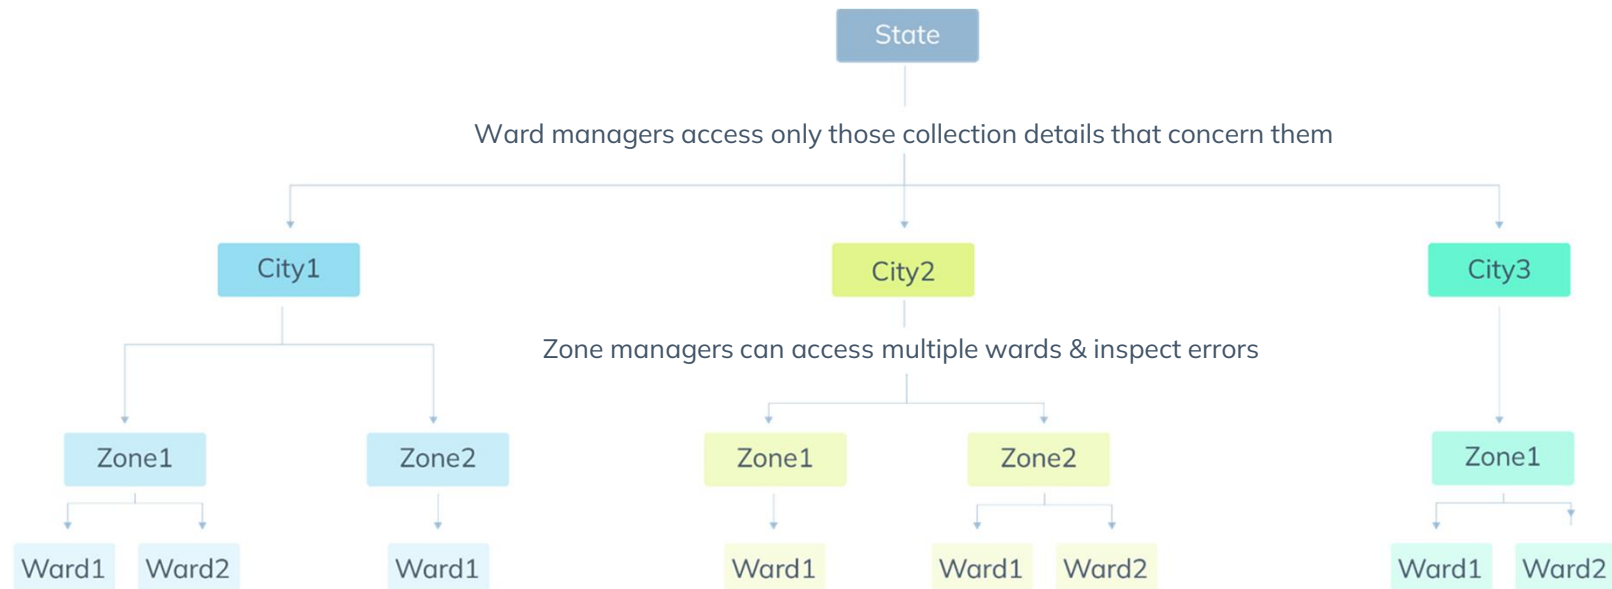 State
Ward managers access only those collection details that concern them
City1
City2
City3
Zone managers can access multiple wards & inspect errors
Zone1
Zone2
Zone1
Zone2
Zone1
Ward1
Ward2
Ward1
Ward1
Ward1
Ward2
Ward1
Ward2